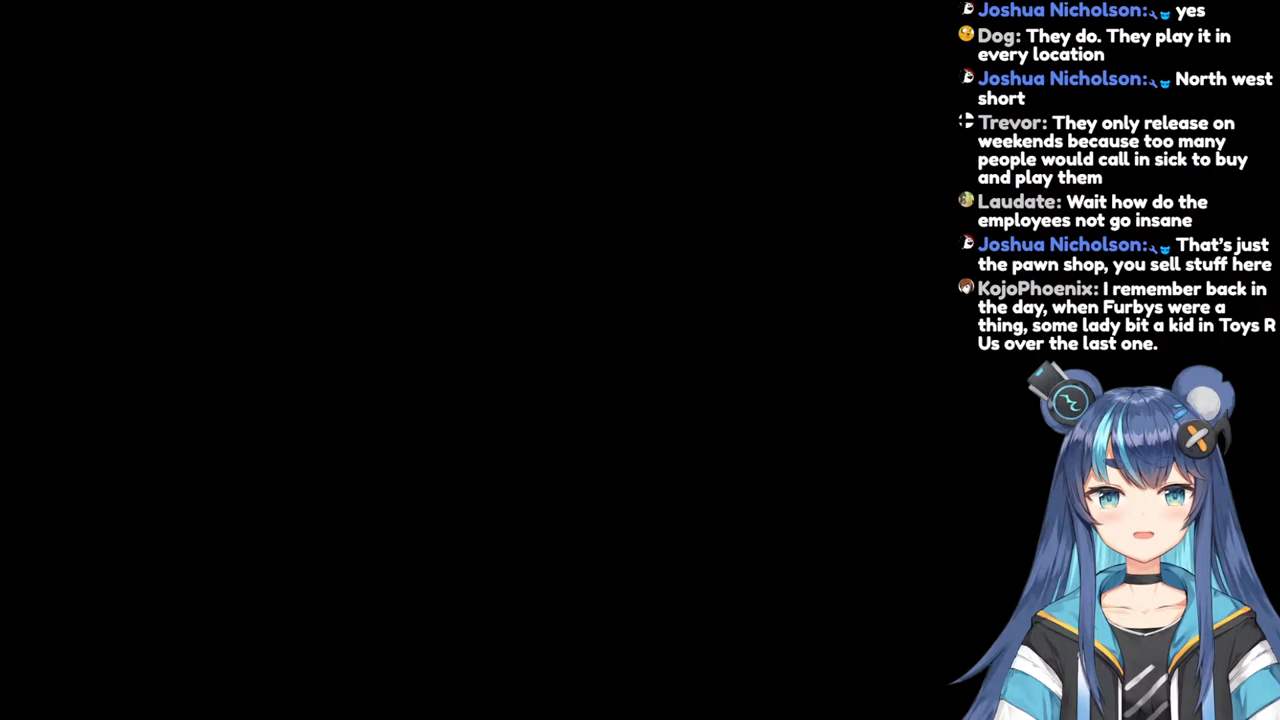 Joshua Nicholson: yes
Dog: They do. They play it in
every location
Joshua Nicholson: North west
short
Trevor: They only release on
weekends because too many
people would call in sick to buy
and play them
Laudate: Wait how do the
employees not go insane
Joshua Nicholson: That's just
the pawn shop, you sell stuff here
KojoPhoenix: I remember back in
the day, when Furbys were a
thing, some lady bit a kid in Toys R
Us over the last one.